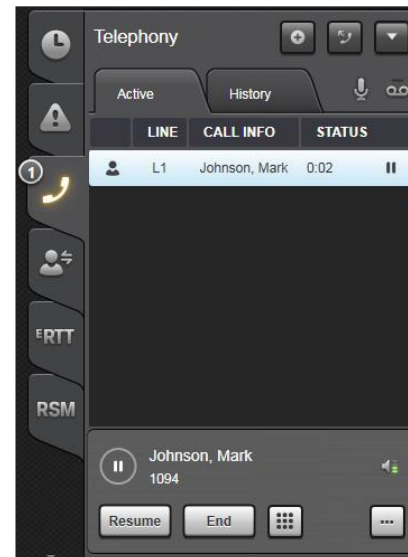 Telephony
Active History
LINE CALL INFO STATUS
1
L1 Johnson, Mark 0:02
ERTT
RSM
Johnson, Mark
1094
Resume End ...